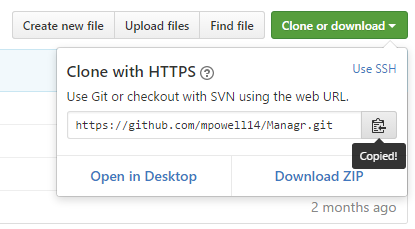 Create new file Upload files Find file Clone or download
Clone with HTTPS Use SSH
Use Git or checkout with SVN using the web URL.
https://github.com/mpowell14/Managr.git
Copied!
Open in Desktop Download ZIP
2 months ago